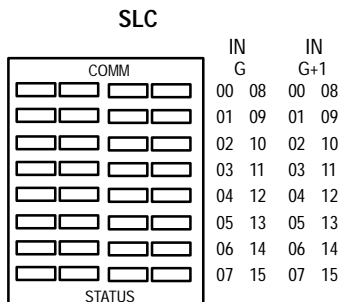 SLC
IN IN
COMM G G+1
00 08 00 08
01 09 01 09
02 10 02 10
03 11 03 11
04 12 04 12
05 13 05 13
06 14 06 14
07 15 07 15
STATUS